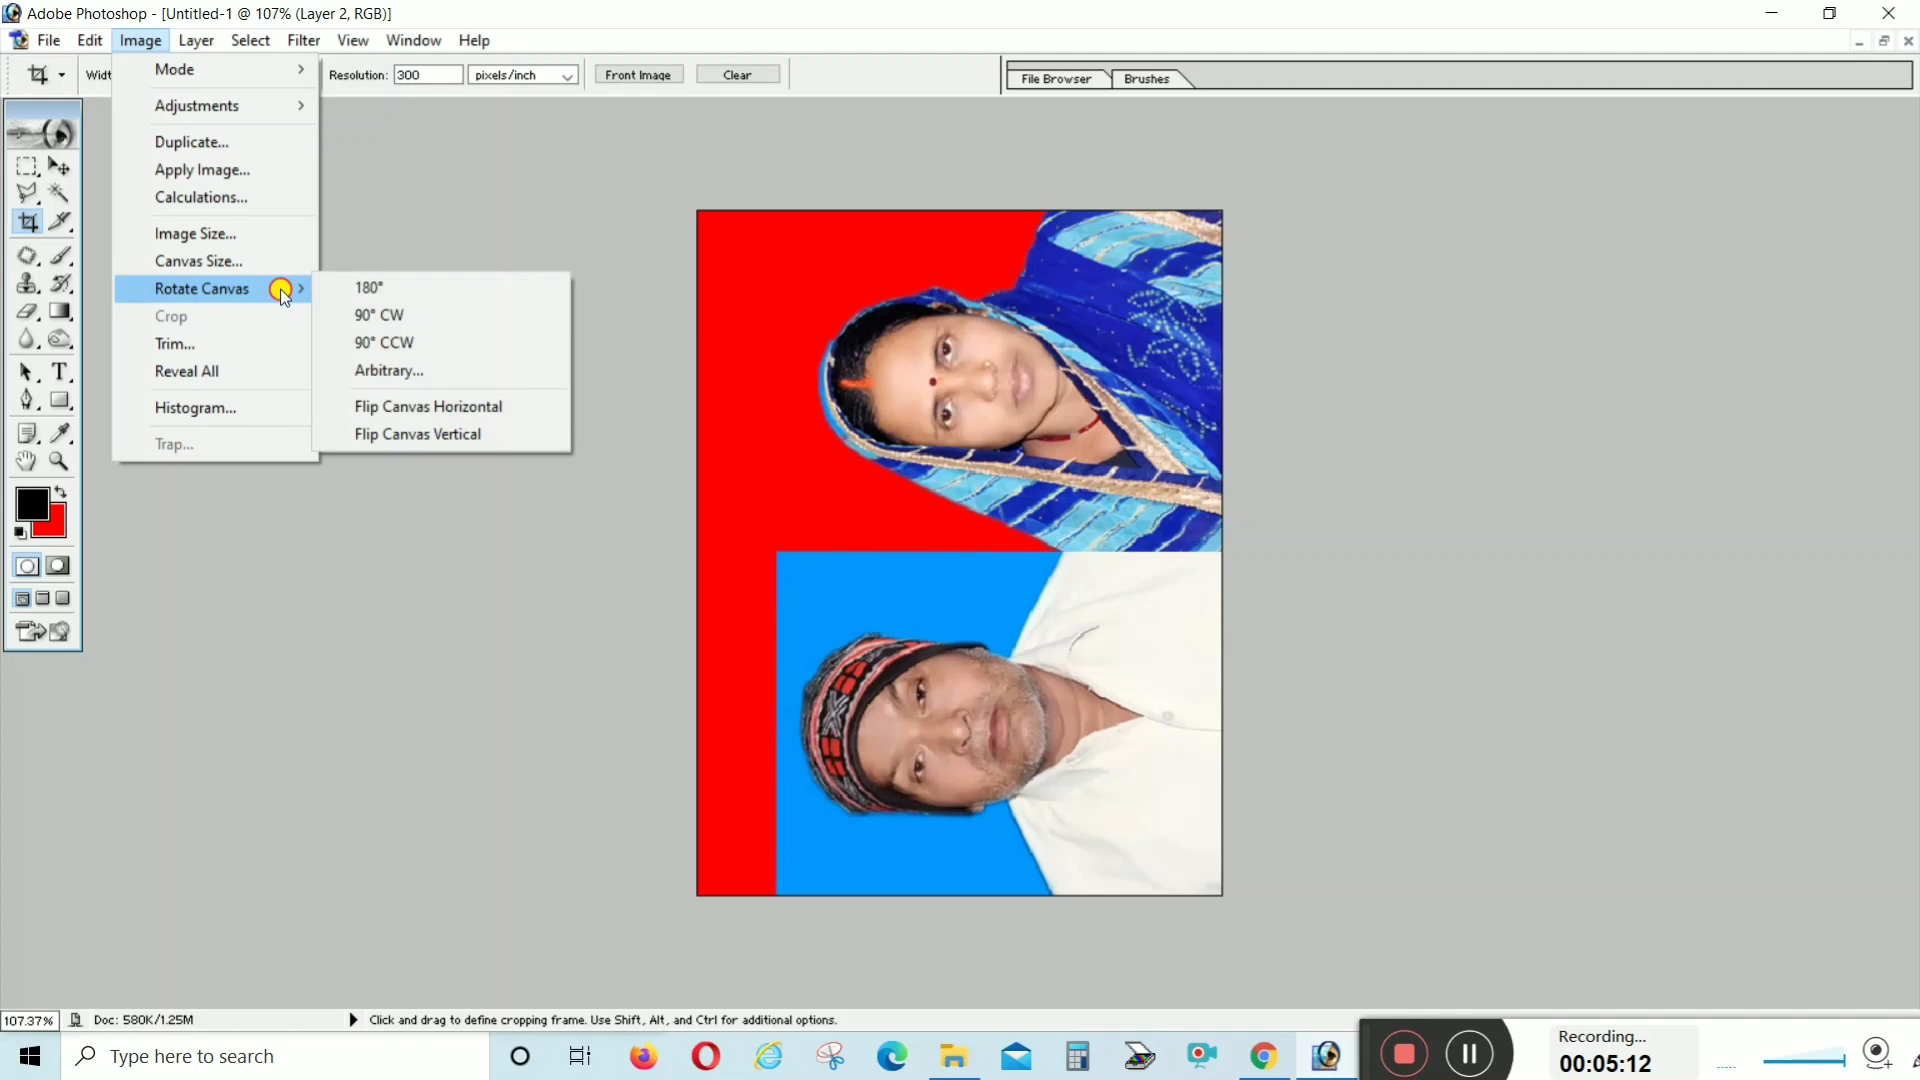 Adobe Photoshop - [Untitled-1 @ 107% (Layer 2, RGB)]
File Edit Image Layer Select Filter View Window Help
Resolution: 300 pixels/inch Front Image Clear File Browser Brushes
Mode
Adjustments
Duplicate...
Apply Image...
Calculations...
Image Size...
Canvas Size...
Rotate Canvas
Crop
Trim...
Reveal All
Histogram...
Trap...
180°
90° CW
90° CCW
Arbitrary...
Flip Canvas Horizontal
Flip Canvas Vertical
107.37% Doc: 580K/1.25M Click and drag to define cropping frame. Use Shift, Alt, and Ctrl for additional options.
Type here to search
Recording...
00:05:12